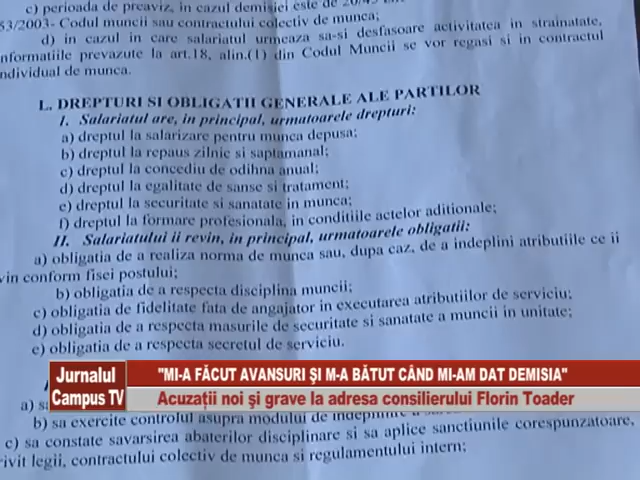 c) perioada de preaviz, in cazul demisiei este de
53/2003- Codul muncii sau contractului colectiv de munca;
d) in cazul in care salariatul urmeaza sa-si desfasoare activitatea in strainatate,
nformatiile prevazute la art.18, alin.(1) din Codul Muncii se vor regasi si in contractul
ndividual de munca.
L. DREPTURI SI OBLIGATII GENERALE ALE PARTILOR
I. Salariatul are, in principal, urmatoarele drepturi:
a) dreptul la salarizare pentru munca depusa;
b) dreptul la repaus zilnic si saptamanal;
c) dreptul la concediu de odihna anual;
d) dreptul la egalitate de sanse si tratament;
e) dreptul la securitate si sanatate in munca;
f) dreptul la formare profesionala, in conditiile actelor aditionale;
II. Salariatului ii revin, in principal, urmatoarele obligatii:
a) obligatia de a realiza norma de munca sau, dupa caz, de a indeplini atributiile ce ii
vin conform fisei postului;
b) obligatia de a respecta disciplina muncii;
c) obligatia de fidelitate fata de angajator in executarea atributiilor de serviciu;
d) obligatia de a respecta masurile de securitate si sanatate a muncii in unitate;
e) obligatia de a respecta secretul de serviciu.
Jurnalul
Campus TV
"MI-A FĂCUT AVANSURI ŞI M-A BĂTUT CÂND MI-AM DAT DEMISIA"
Acuzaţii noi şi grave la adresa consilierului Florin Toader
a)
b) sa exercite controlul asupra modului de
c) sa constate savarsirea abaterilor disciplinare si sa aplice sanctiunile corespunzatoare,
rivit legii, contractului colectiv de munca si regulamentului intern;